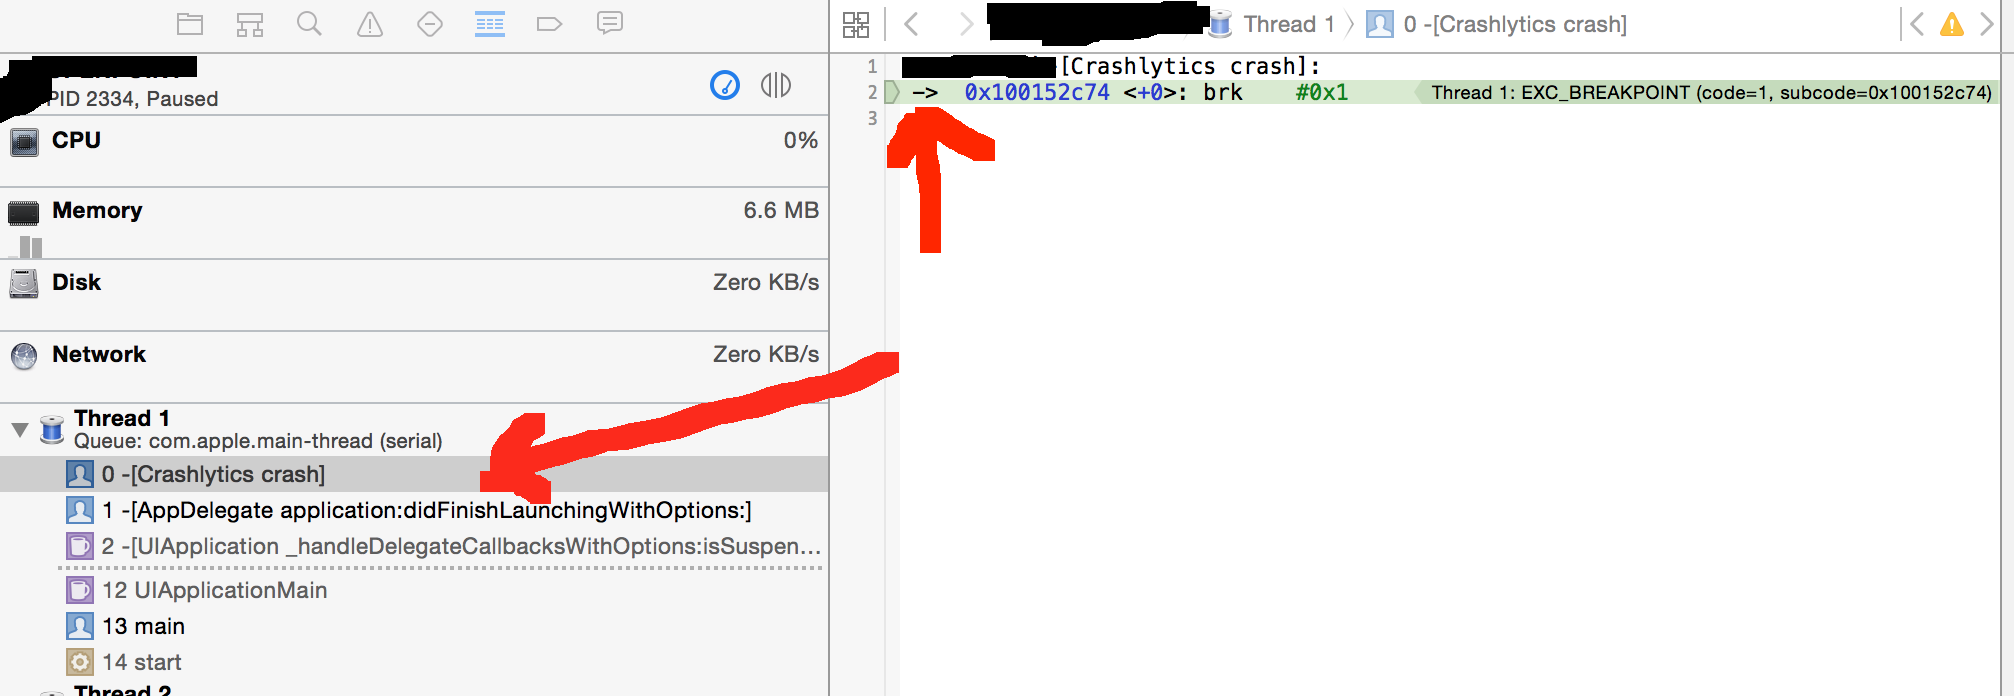 PID 2334, Paused
CPU 0%
Memory 6.6 MB
Disk Zero KB/s
Network Zero KB/s
Thread 1
Queue: com.apple.main-thread (serial)
0 -[Crashlytics crash]
1 -[AppDelegate application:didFinishLaunchingWithOptions:]
2 -[UIApplication _handleDelegateCallbacksWithOptions:isSuspen...
12 UIApplicationMain
13 main
14 start
Thread 2
Thread 1 0 -[Crashlytics crash]
1 [Crashlytics crash]:
2 -> 0x100152c74 <+0>: brk #0x1 Thread 1: EXC_BREAKPOINT (code=1, subcode=0x100152c74)
3